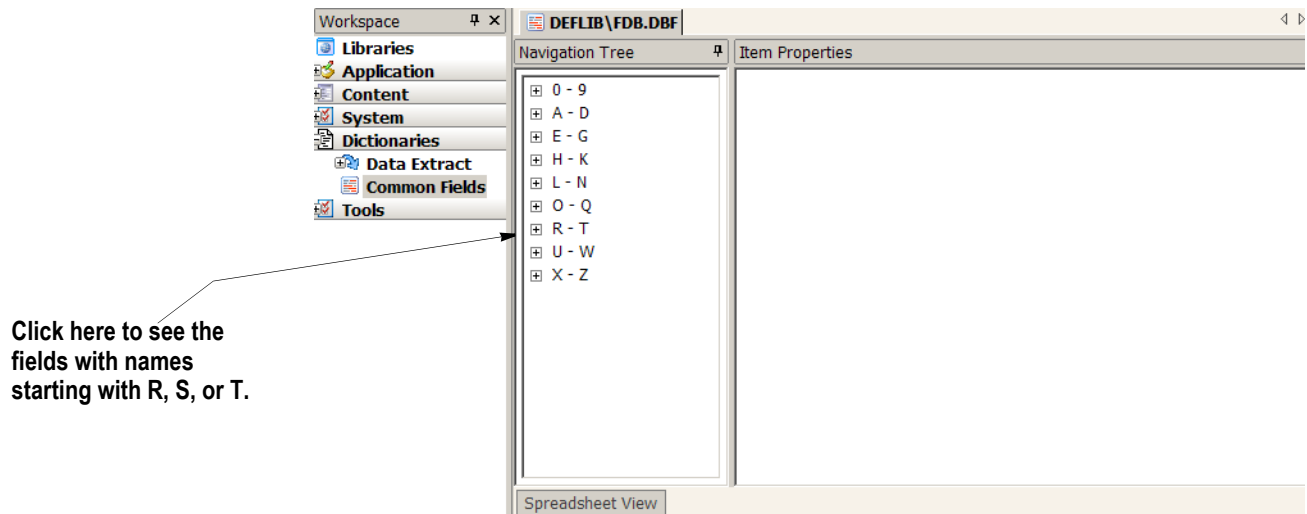 Workspace
Libraries
Application
Content
System
Dictionaries
Data Extract
Common Fields
Tools
DEFLIB\FDB.DBF
Navigation Tree
Item Properties
0 - 9
A - D
E - G
H - K
L - N
O - Q
R - T
U - W
X - Z
Spreadsheet View
Click here to see the
fields with names
starting with R, S, or T.